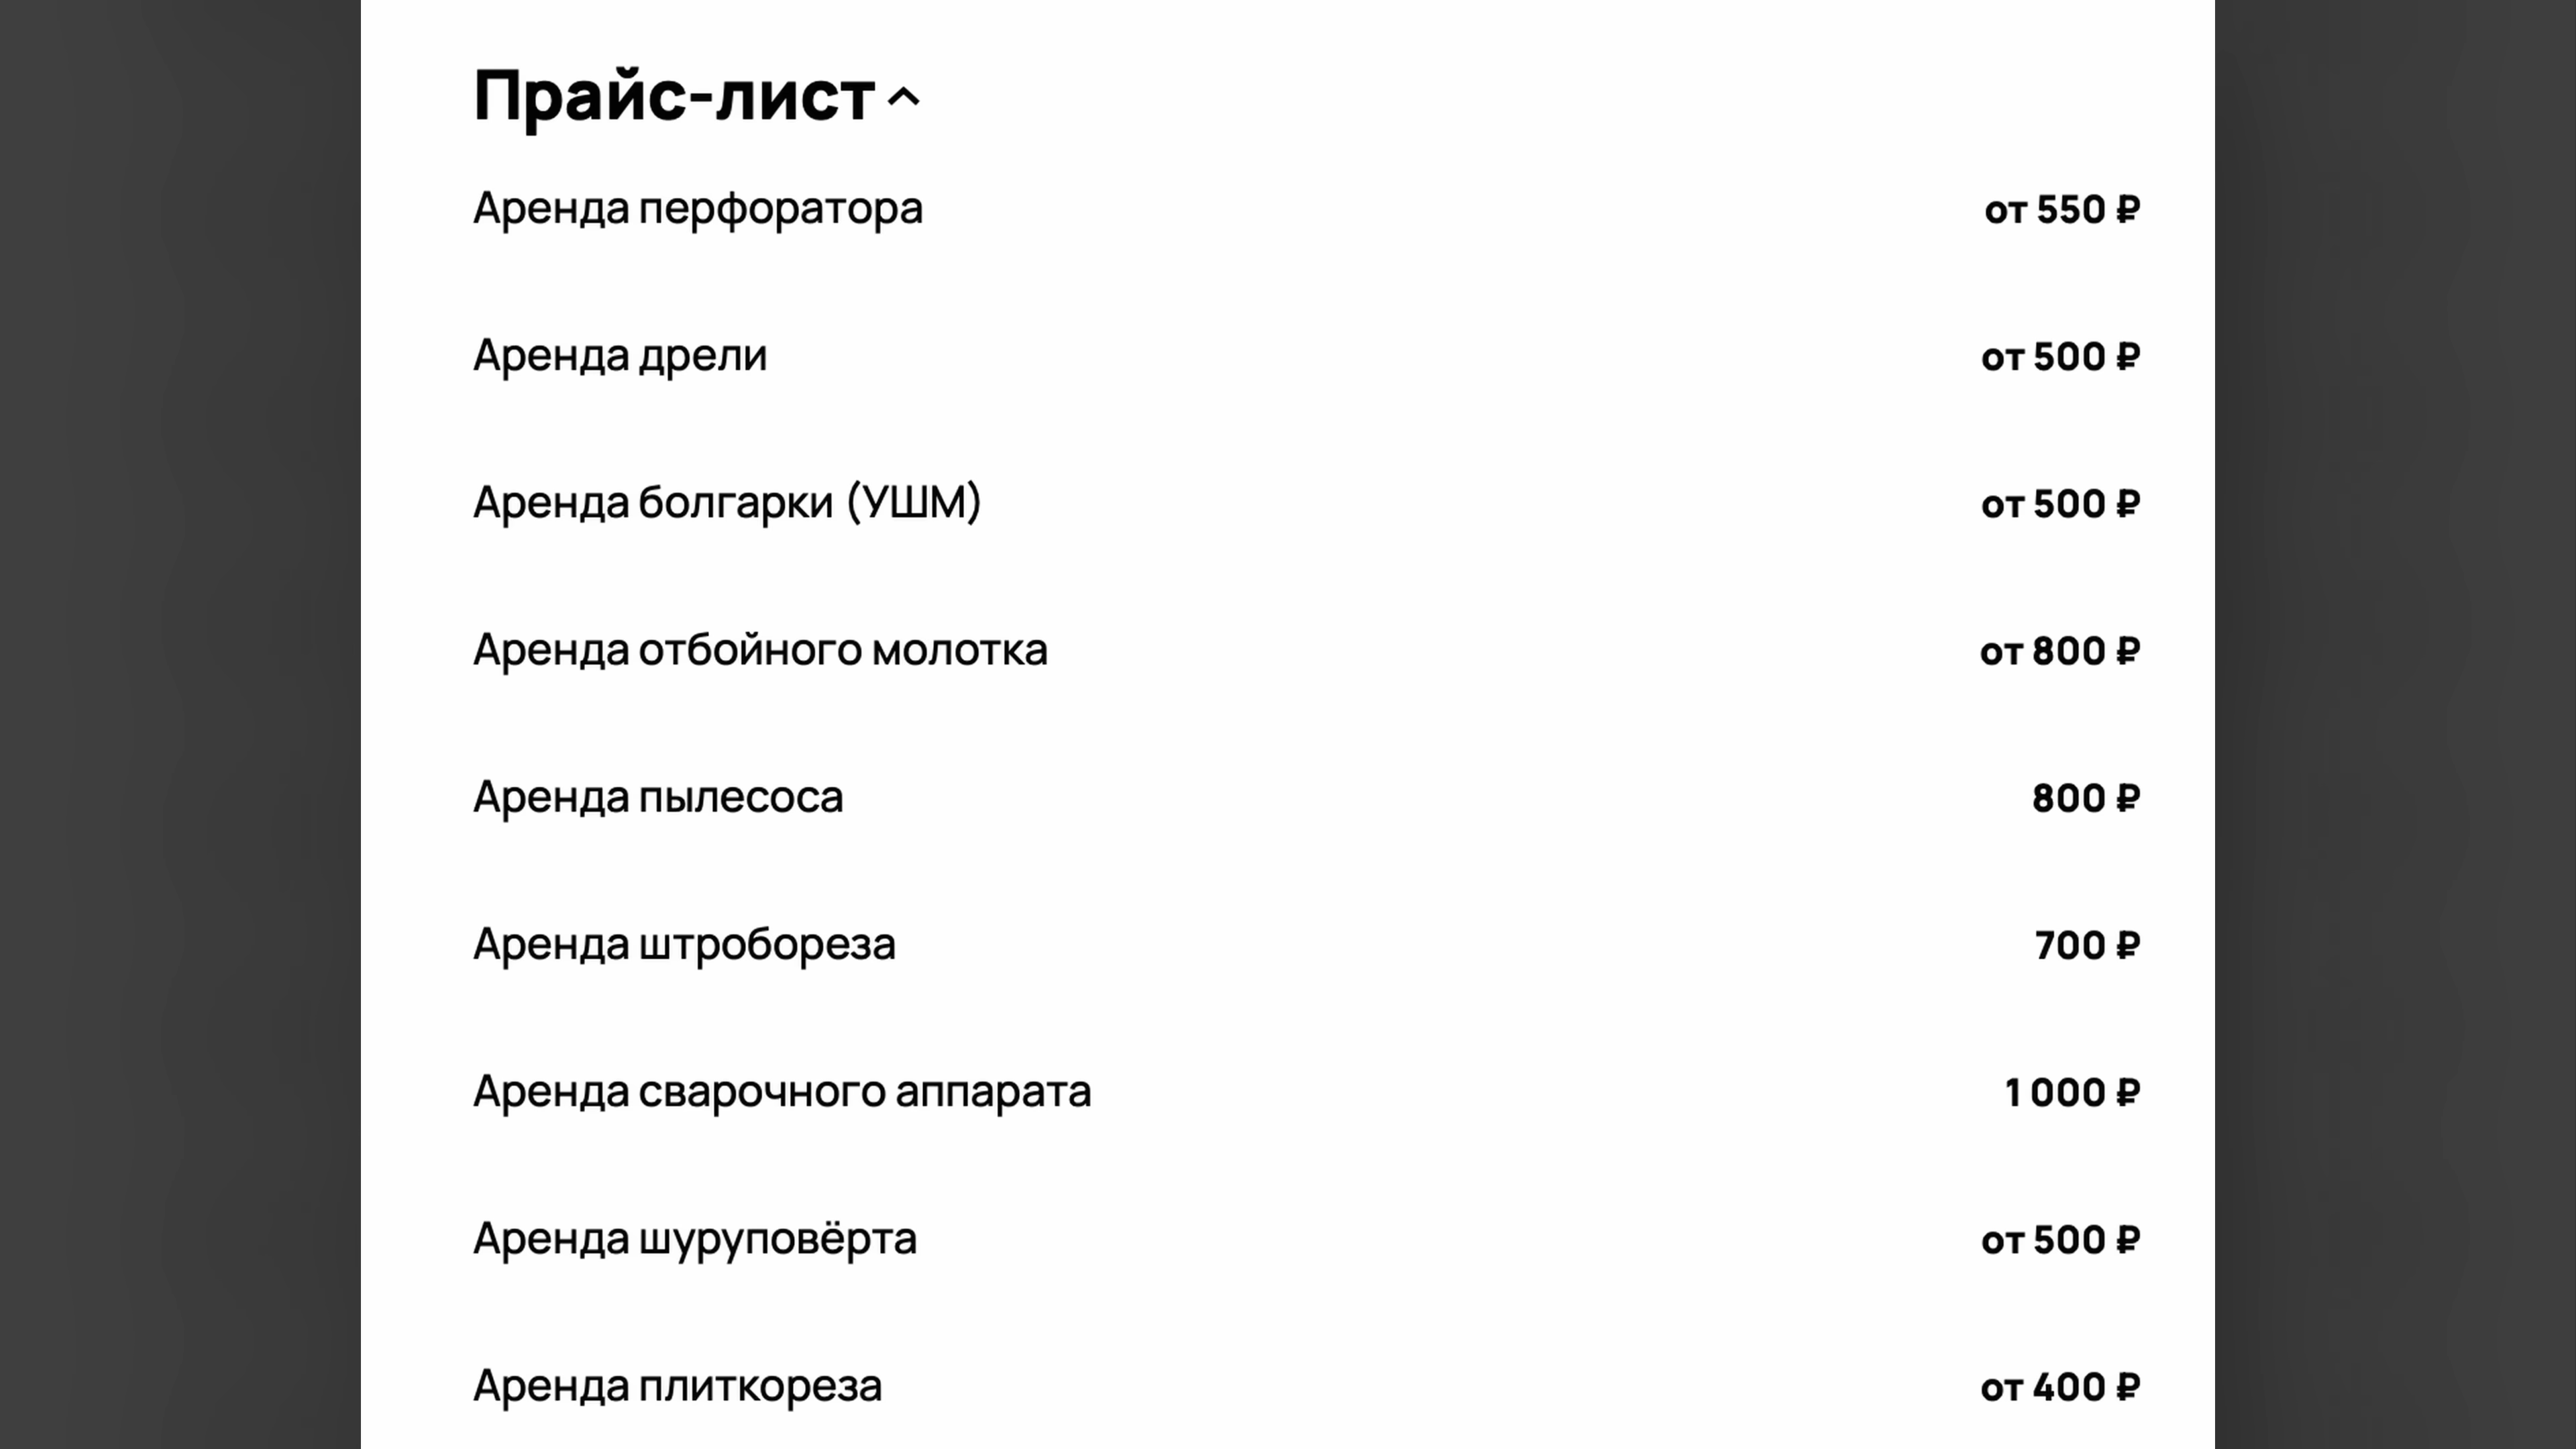 Прайс-лист
Аренда перфоратора от 550 ₽
Аренда дрели от 500 ₽
Аренда болгарки (УШМ) от 500 ₽
Аренда отбойного молотка от 800 ₽
Аренда пылесоса 800 ₽
Аренда штробореза 700 ₽
Аренда сварочного аппарата 1 000 ₽
Аренда шуруповёрта от 500 ₽
Аренда плиткореза от 400 ₽